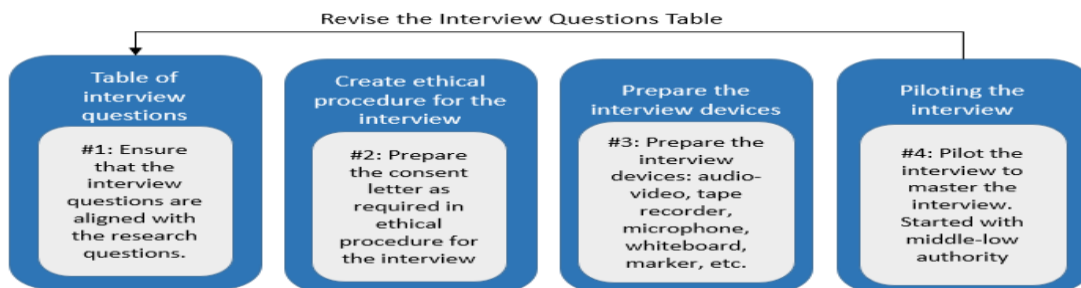 Revise the Interview Questions Table
Table of
interview
questions
#1: Ensure
that the
interview
questions are
aligned with
the research
questions.
Create ethical
procedure for the
interview
#2: Prepare
the consent
letter as
required in
ethical
procedure for
the interview
Prepare the
interview devices
#3: Prepare the
interview
devices: audio-
video, tape
recorder,
microphone,
whiteboard,
marker, etc.
Piloting the
interview
#4: Pilot the
interview to
master the
interview.
Started with
middle-low
authority